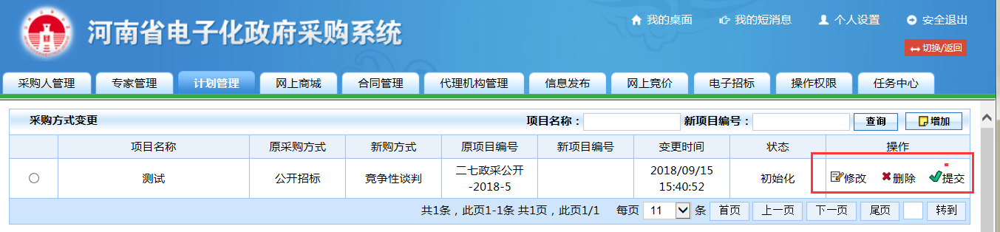 河南省电子化政府采购系统
我的桌面 我的短消息 个人设置 安全退出
切换/返回
采购人管理 专家管理 计划管理 网上商城 合同管理 代理机构管理 信息发布 网上竞价 电子招标 操作权限 任务中心
采购方式变更 项目名称： 新项目编号： 查询 增加
项目名称 原采购方式 新购方式 原项目编号 新项目编号 变更时间 状态 操作
测试 公开招标 竞争性谈判 二七政采公开 2018/09/15 初始化 修改 删除 提交
-2018-5 15:40:52
共1条，此页1-1条 共1页，此页1/1 每页 11 条 首页 上一页 下一页 尾页 转到